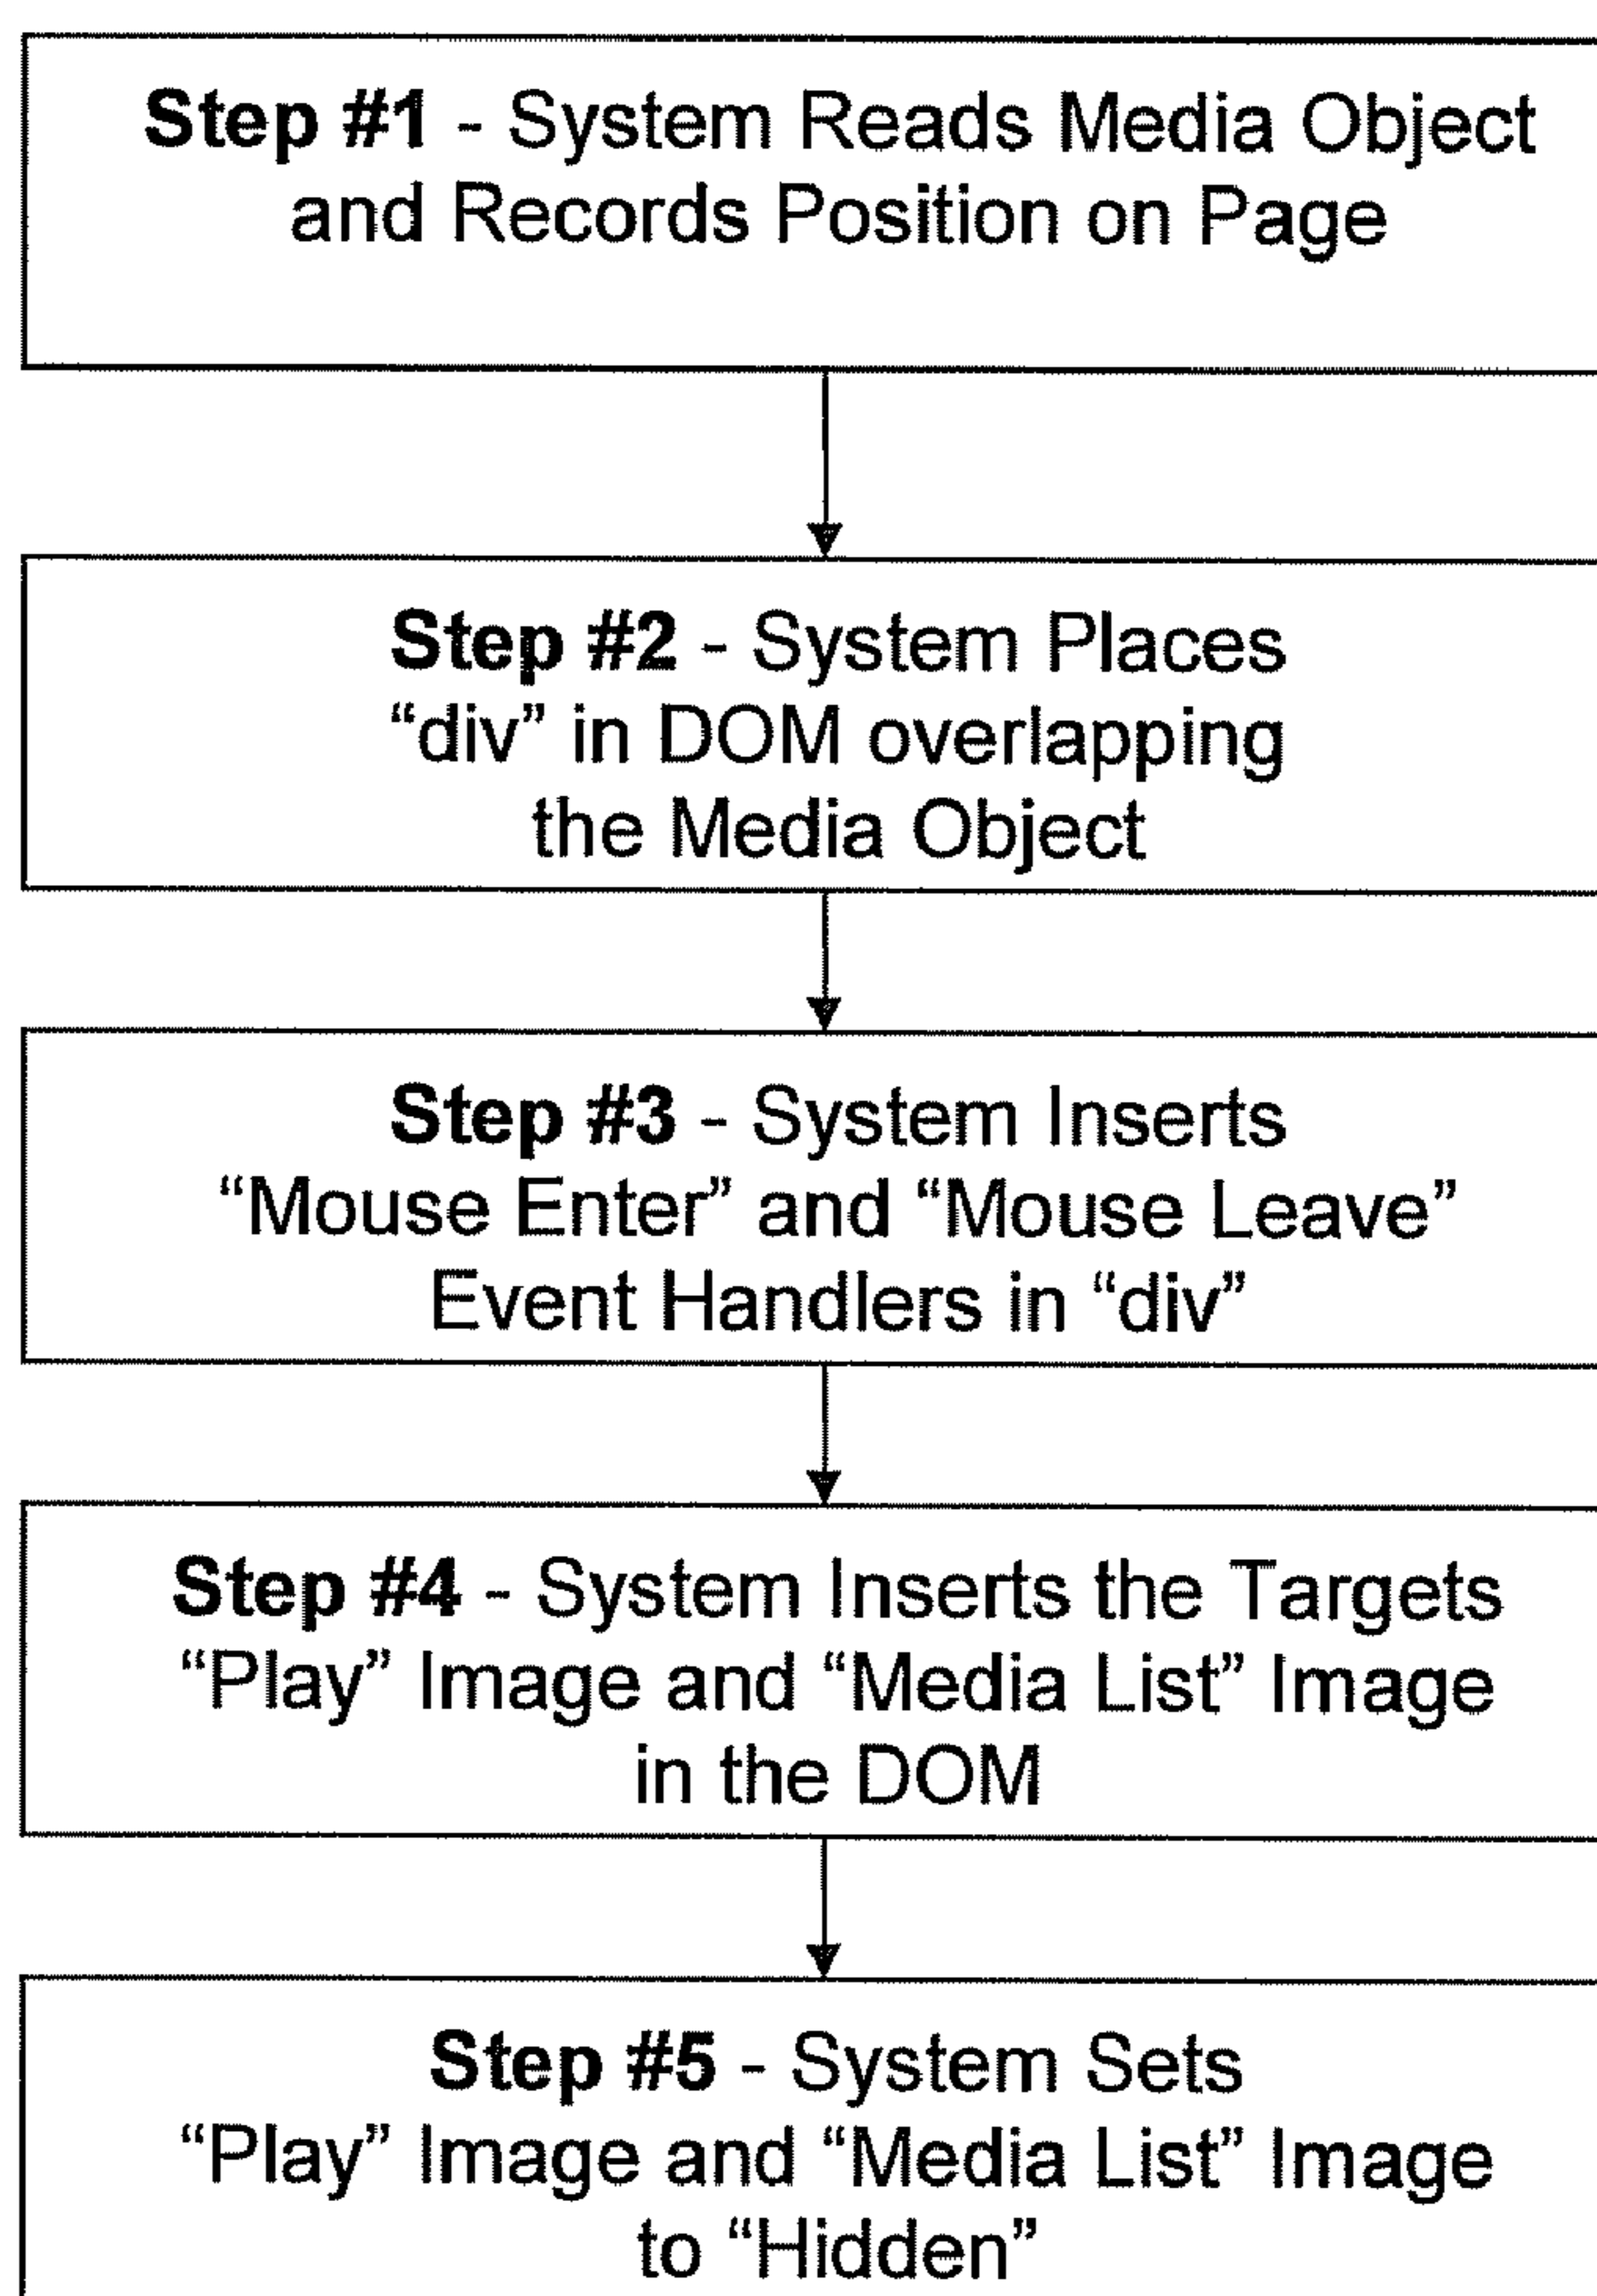 Step #1 - System Reads Media Object
and Records Position on Page
Step #2 - System Places
“div” in DOM overlapping
the Media Object
Step #3 - System Inserts
“Mouse Enter” and “Mouse Leave”
Event Handlers in “div”
Step #4 - System Inserts the Targets
“Play” Image and “Media List” Image
in the DOM
Step #5 - System Sets
“Play” Image and “Media List” Image
to “Hidden”